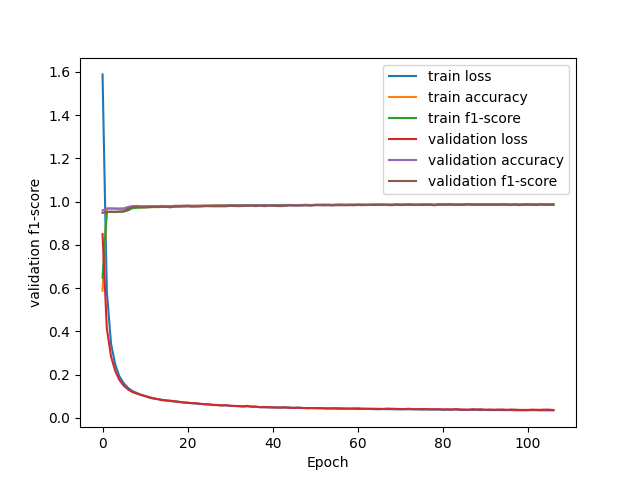 1.6
1.4
1.2
1.0
0.8
0.6
0.4
0.2
0.0
validation f1-score
train loss
train accuracy
train f1-score
validation loss
validation accuracy
validation f1-score
0 20 40 60 80 100
Epoch